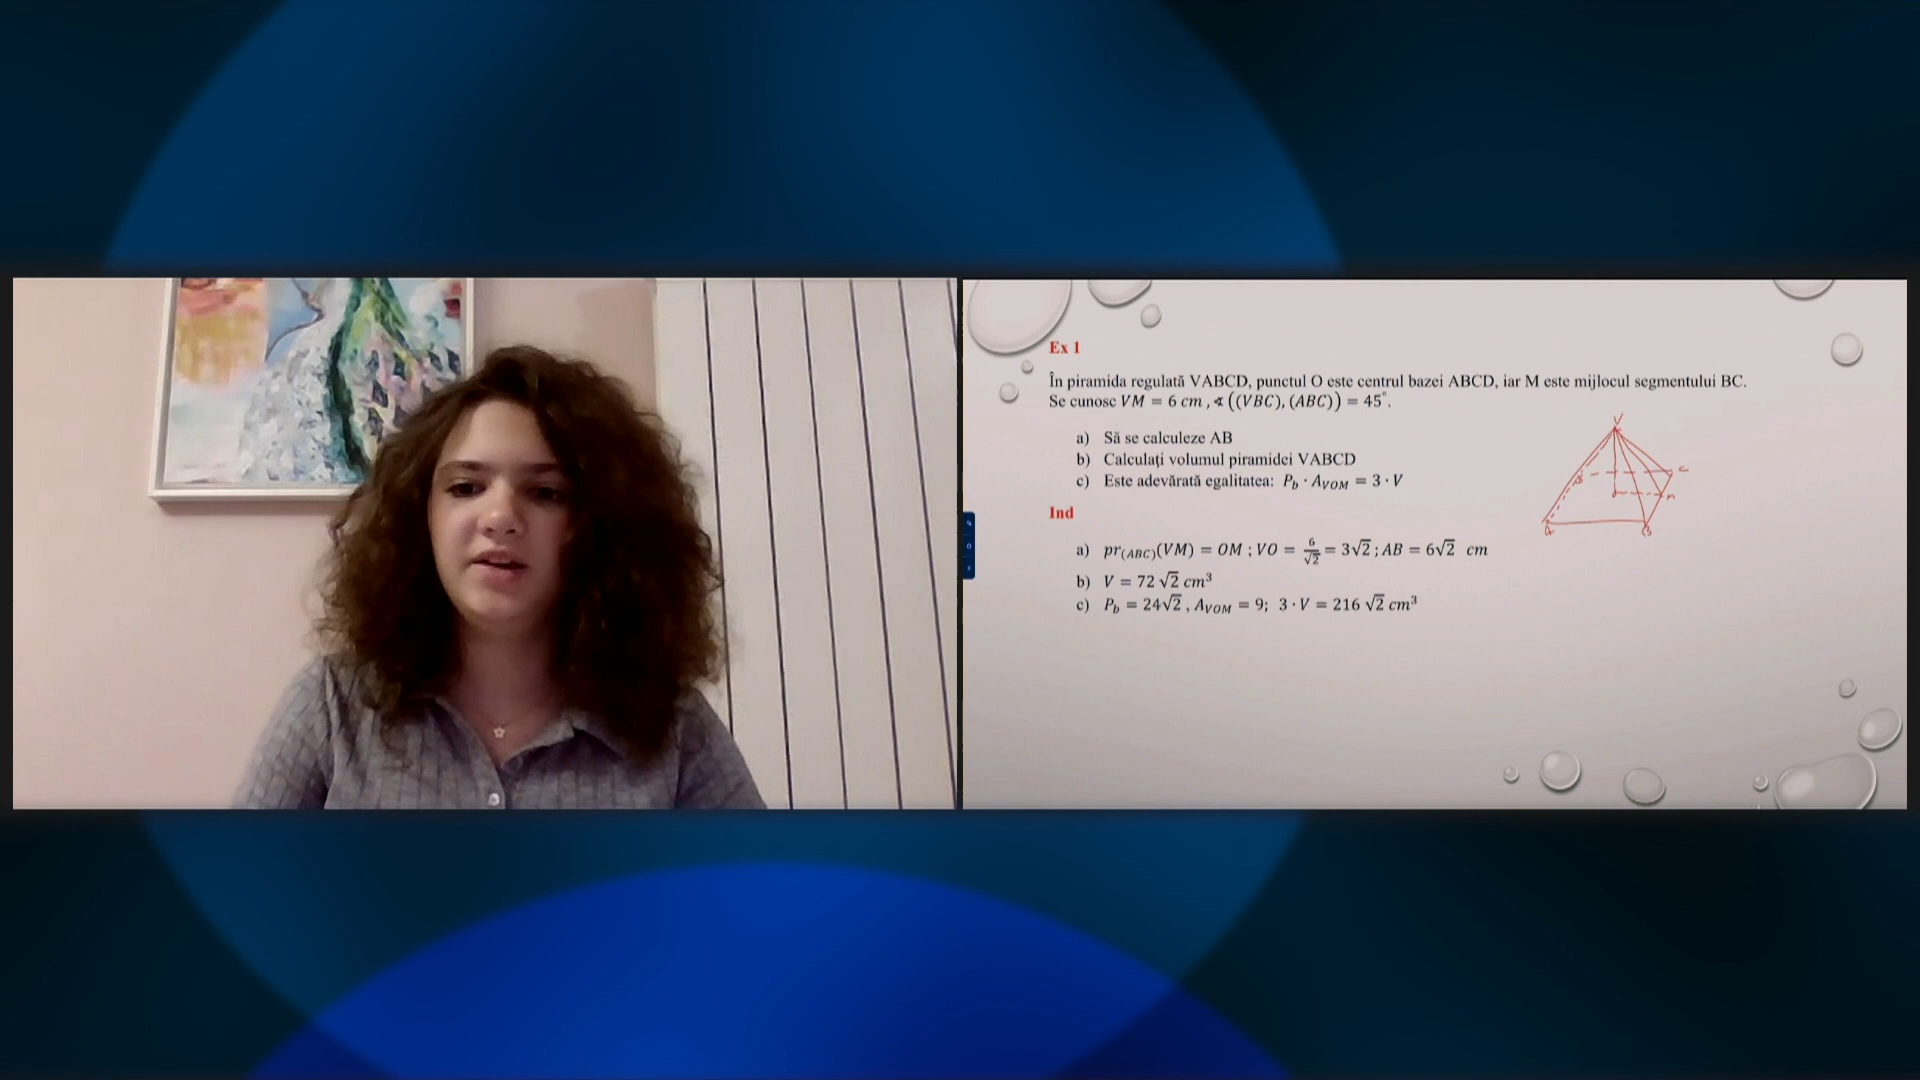 Ex 1
În piramida regulată VABCD, punctul O este centrul bazei ABCD, iar M este mijlocul segmentului BC.
Se cunosc VM = 6 cm , ∢ ((VBC), (ABC)) = 45°.
a) Să se calculeze AB
b) Calculați volumul piramidei VABCD
c) Este adevărată egalitatea: P_b · A_VOM = 3 · V
V
C
M
A
B
Ind
a) pr_(ABC)(VM) = OM ; VO = 6/√2 = 3√2 ; AB = 6√2 cm
b) V = 72 √2 cm³
c) P_b = 24√2 , A_VOM = 9; 3 · V = 216 √2 cm³